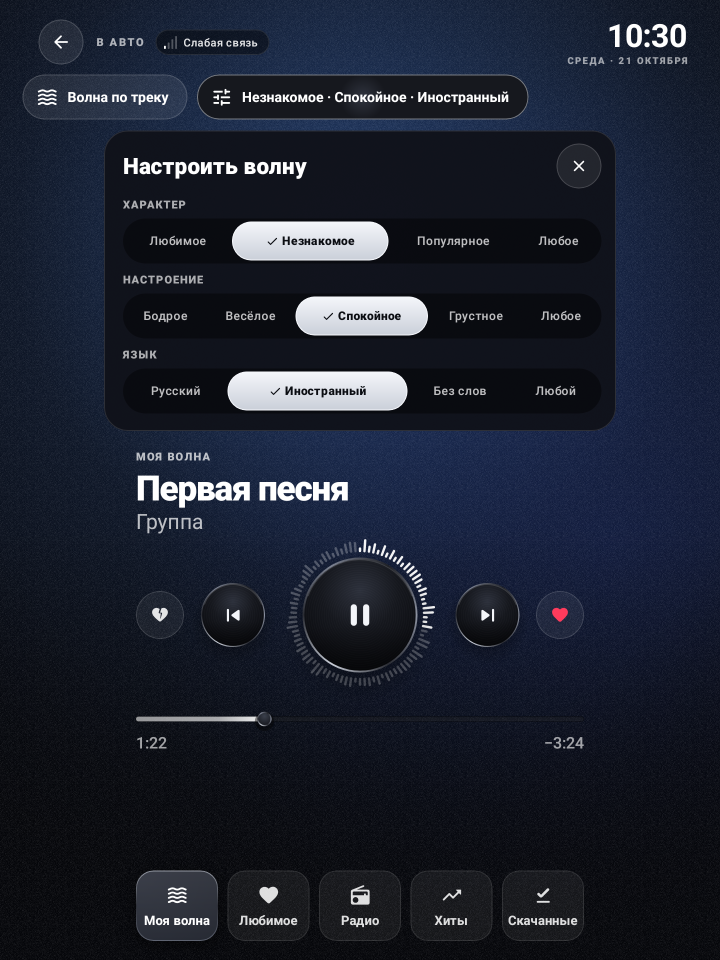 В АВТО
Слабая связь
10:30
СРЕДА · 21 ОКТЯБРЯ
Волна по треку
Незнакомое · Спокойное · Иностранный
Настроить волну
ХАРАКТЕР
Любимое Незнакомое Популярное Любое
НАСТРОЕНИЕ
Бодрое Весёлое Спокойное Грустное Любое
ЯЗЫК
Русский Иностранный Без слов Любой
МОЯ ВОЛНА
Первая песня
Группа
1:22 −3:24
Моя волна Любимое Радио Хиты Скачанные